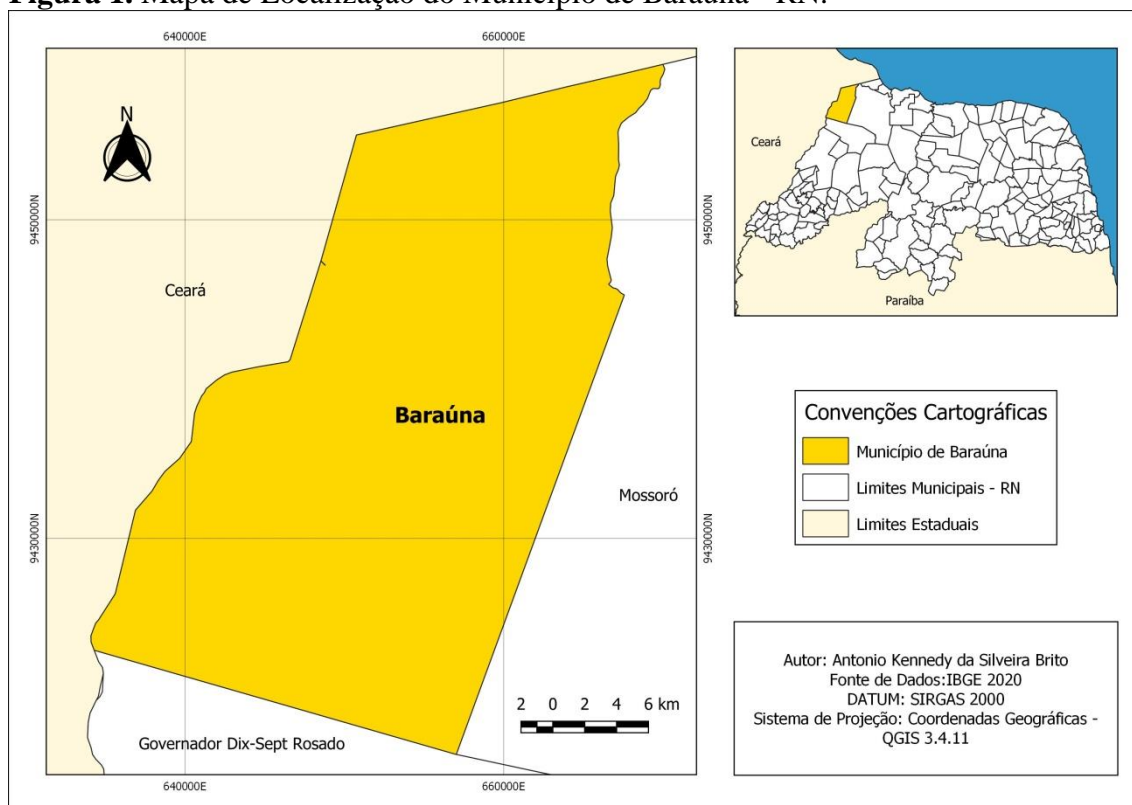 Figura 1. Mapa de Localização do Município de Baraúna - RN.
640000E
660000E
N
9450000N
9450000N
Ceará
Baraúna
Mossoró
9430000N
9430000N
2 0 2 4 6 km
Governador Dix-Sept Rosado
640000E
660000E
Ceará
Paraíba
Convenções Cartográficas
Município de Baraúna
Limites Municipais - RN
Limites Estaduais
Autor: Antonio Kennedy da Silveira Brito
Fonte de Dados:IBGE 2020
DATUM: SIRGAS 2000
Sistema de Projeção: Coordenadas Geográficas -
QGIS 3.4.11